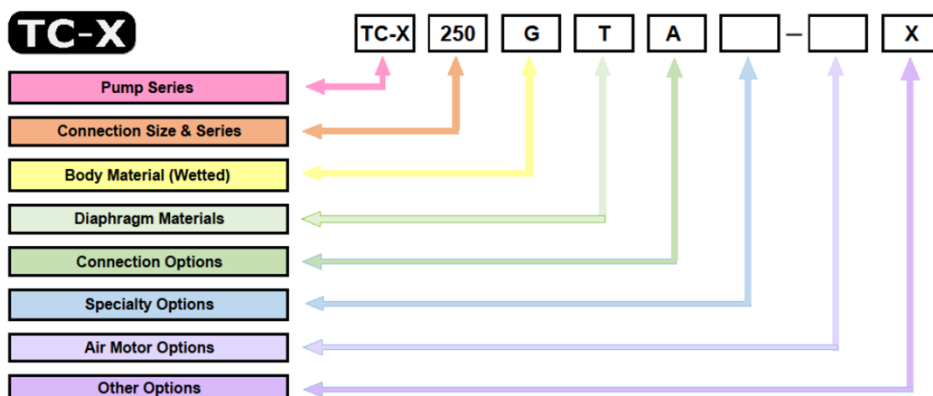 TC-X
TC-X 250 G T A – X
Pump Series
Connection Size & Series
Body Material (Wetted)
Diaphragm Materials
Connection Options
Specialty Options
Air Motor Options
Other Options